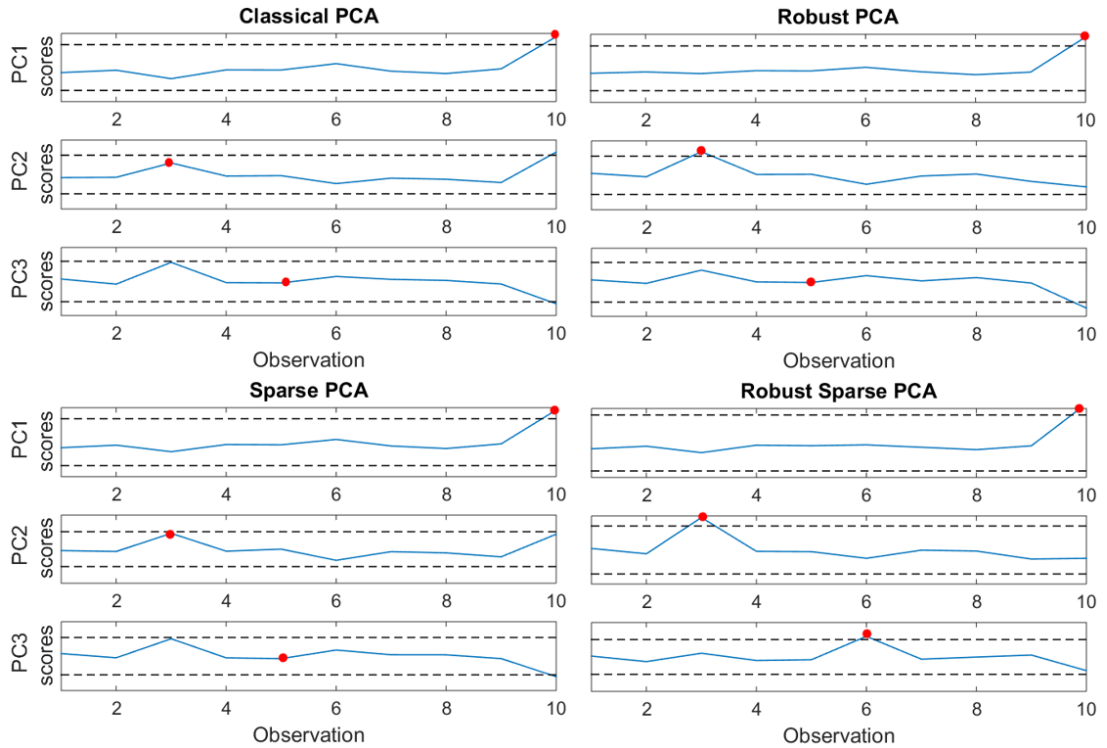 Classical PCA
PC1
scores
2 4 6 8 10
PC2
scores
2 4 6 8 10
PC3
scores
2 4 6 8 10
Observation
Robust PCA
2 4 6 8 10
2 4 6 8 10
2 4 6 8 10
Observation
Sparse PCA
PC1
scores
2 4 6 8 10
PC2
scores
2 4 6 8 10
PC3
scores
2 4 6 8 10
Observation
Robust Sparse PCA
2 4 6 8 10
2 4 6 8 10
2 4 6 8 10
Observation